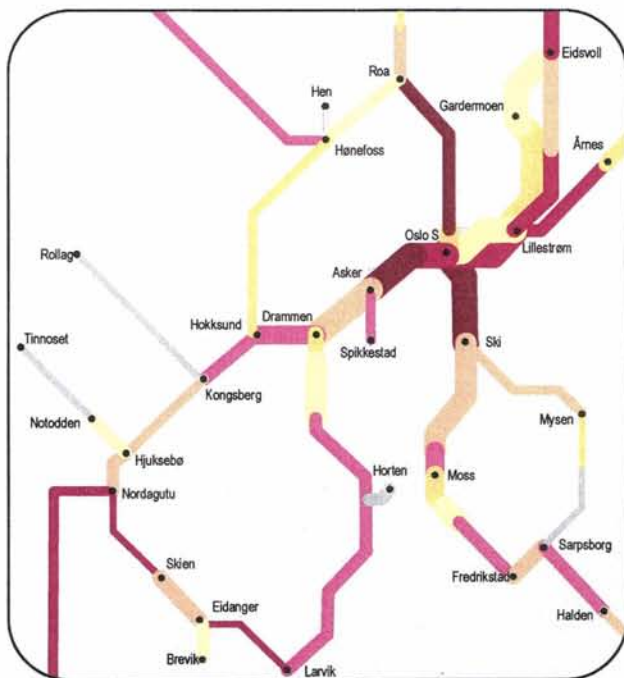 Eidsvoll
Roa
Hen
Gardermoen
Årnes
Hønefoss
Oslo S
Lillestrøm
Rollag
Asker
Hokksund
Drammen
Tinnoset
Spikkestad
Ski
Kongsberg
Mysen
Notodden
Hjuksebø
Horten
Moss
Nordagutu
Sarpsborg
Skien
Fredrikstad
Eidanger
Halden
Brevik
Larvik